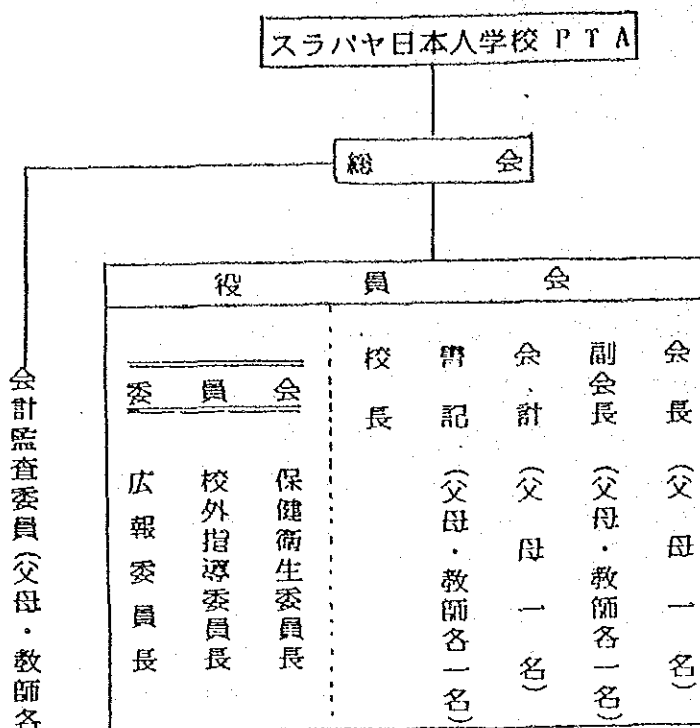 スラバヤ日本人学校PTA
総会
役員会
会長(父母一名)
副会長(父母・教師各一名)
会計(父母一名)
書記(父母・教師各一名)
校長
委員会
保健衛生委員長
校外指導委員長
広報委員長
会計監査委員(父母・教師各